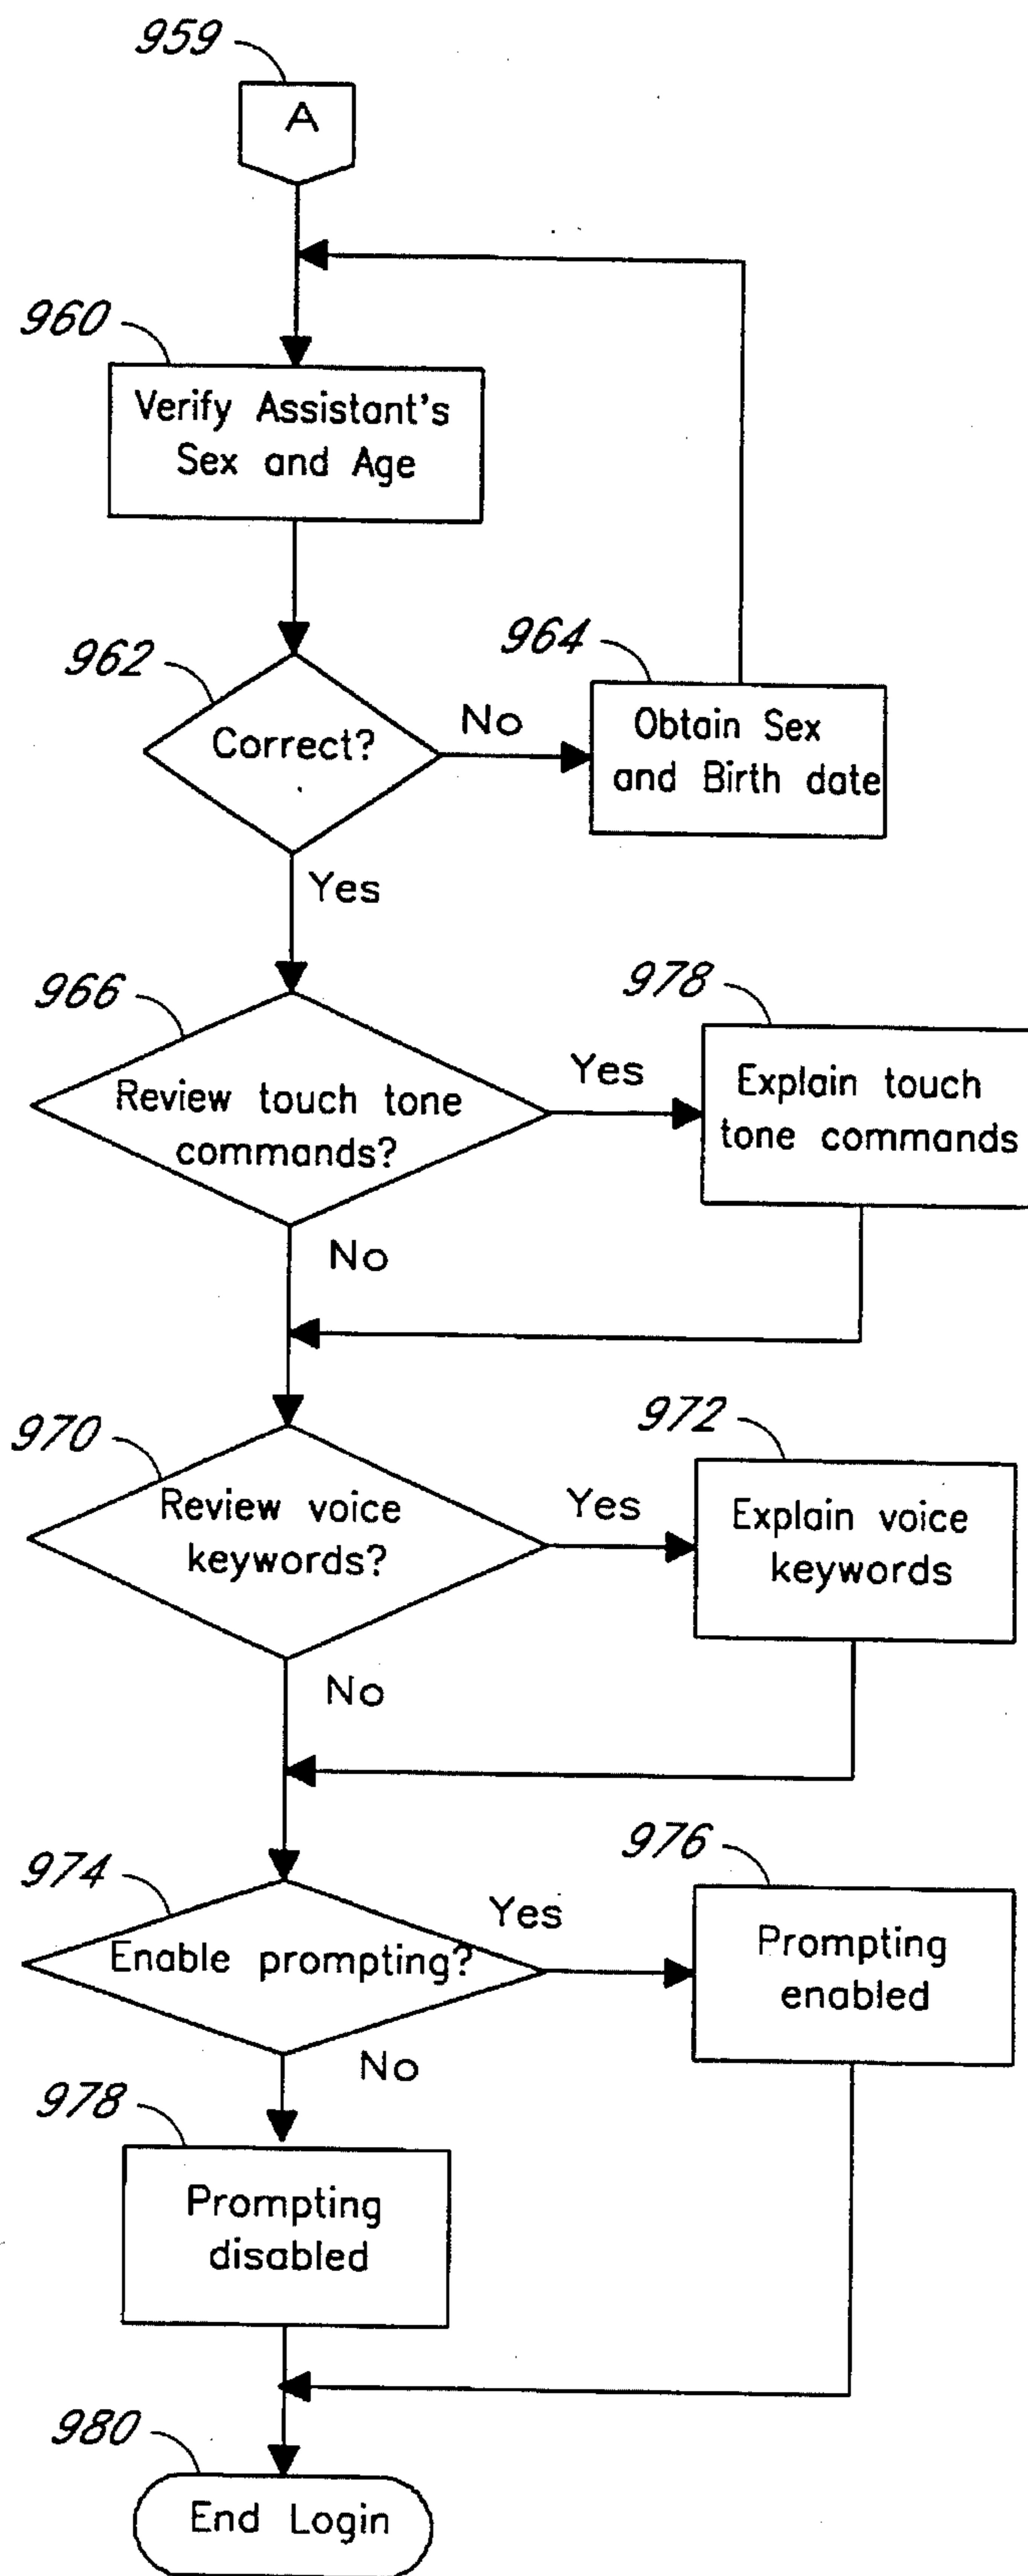 959
A
960
Verify Assistant's
Sex and Age
962
Correct?
No
964
Obtain Sex
and Birth date
Yes
966
Review touch tone
commands?
Yes
978
Explain touch
tone commands
No
970
Review voice
keywords?
Yes
972
Explain voice
keywords
No
974
Enable prompting?
Yes
976
Prompting
enabled
No
978
Prompting
disabled
980
End Login